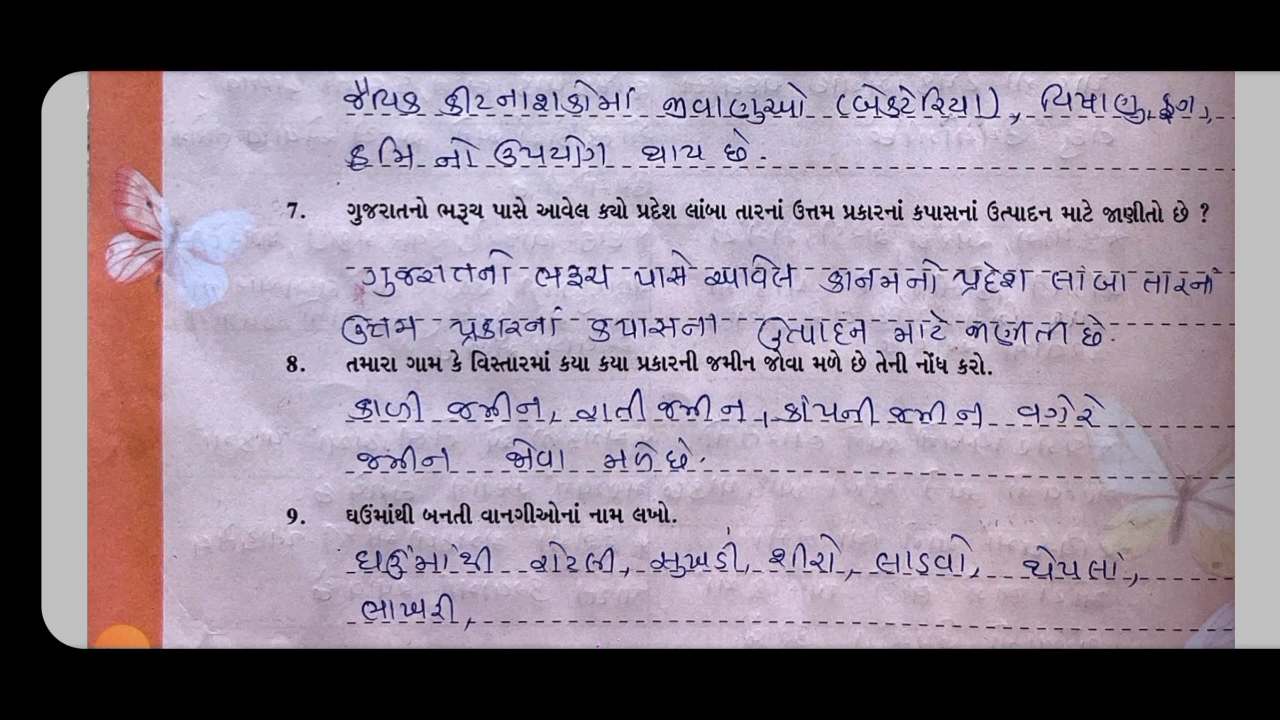 જૈવિક કીટનાશકોમાં જીવાણુઓ (બેક્ટેરિયા), વિષાણુ, ફૂગ,
કૃમિ નો ઉપયોગ થાય છે.
7. ગુજરાતનો ભરૂચ પાસે આવેલ ક્યો પ્રદેશ લાંબા તારનાં ઉત્તમ પ્રકારનાં કપાસનાં ઉત્પાદન માટે જાણીતો છે ?
ગુજરાતનો ભરૂચ પાસે આવેલ કાનમનો પ્રદેશ લાંબા તારનાં
ઉત્તમ પ્રકારનાં કપાસના ઉત્પાદન માટે જાણીતો છે.
8. તમારા ગામ કે વિસ્તારમાં કયા કયા પ્રકારની જમીન જોવા મળે છે તેની નોંધ કરો.
કાળી જમીન, રાતી જમીન, કાંપની જમીન વગેરે
જમીન જોવા મળે છે.
9. ઘઉંમાંથી બનતી વાનગીઓનાં નામ લખો.
ઘઉંમાંથી રોટલી, સુખડી, શીરો, લાડવો, થેપલાં,
ભાખરી,